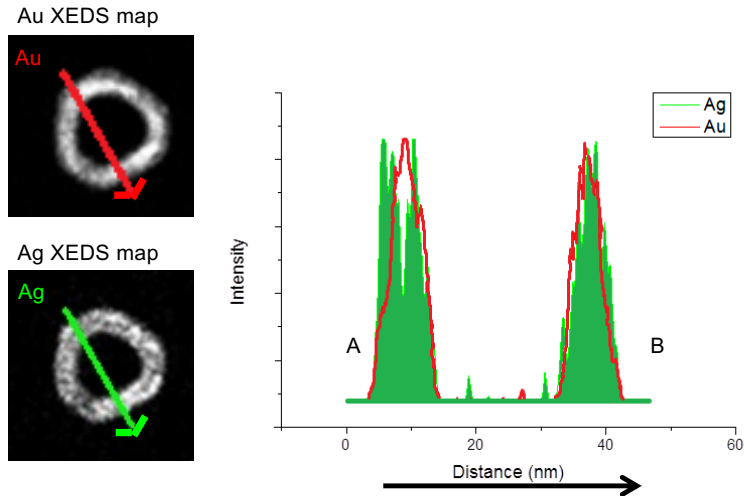 Au XEDS map
Au
Ag XEDS map
Ag
Ag
Au
Intensity
A
B
0
20
40
60
Distance (nm)